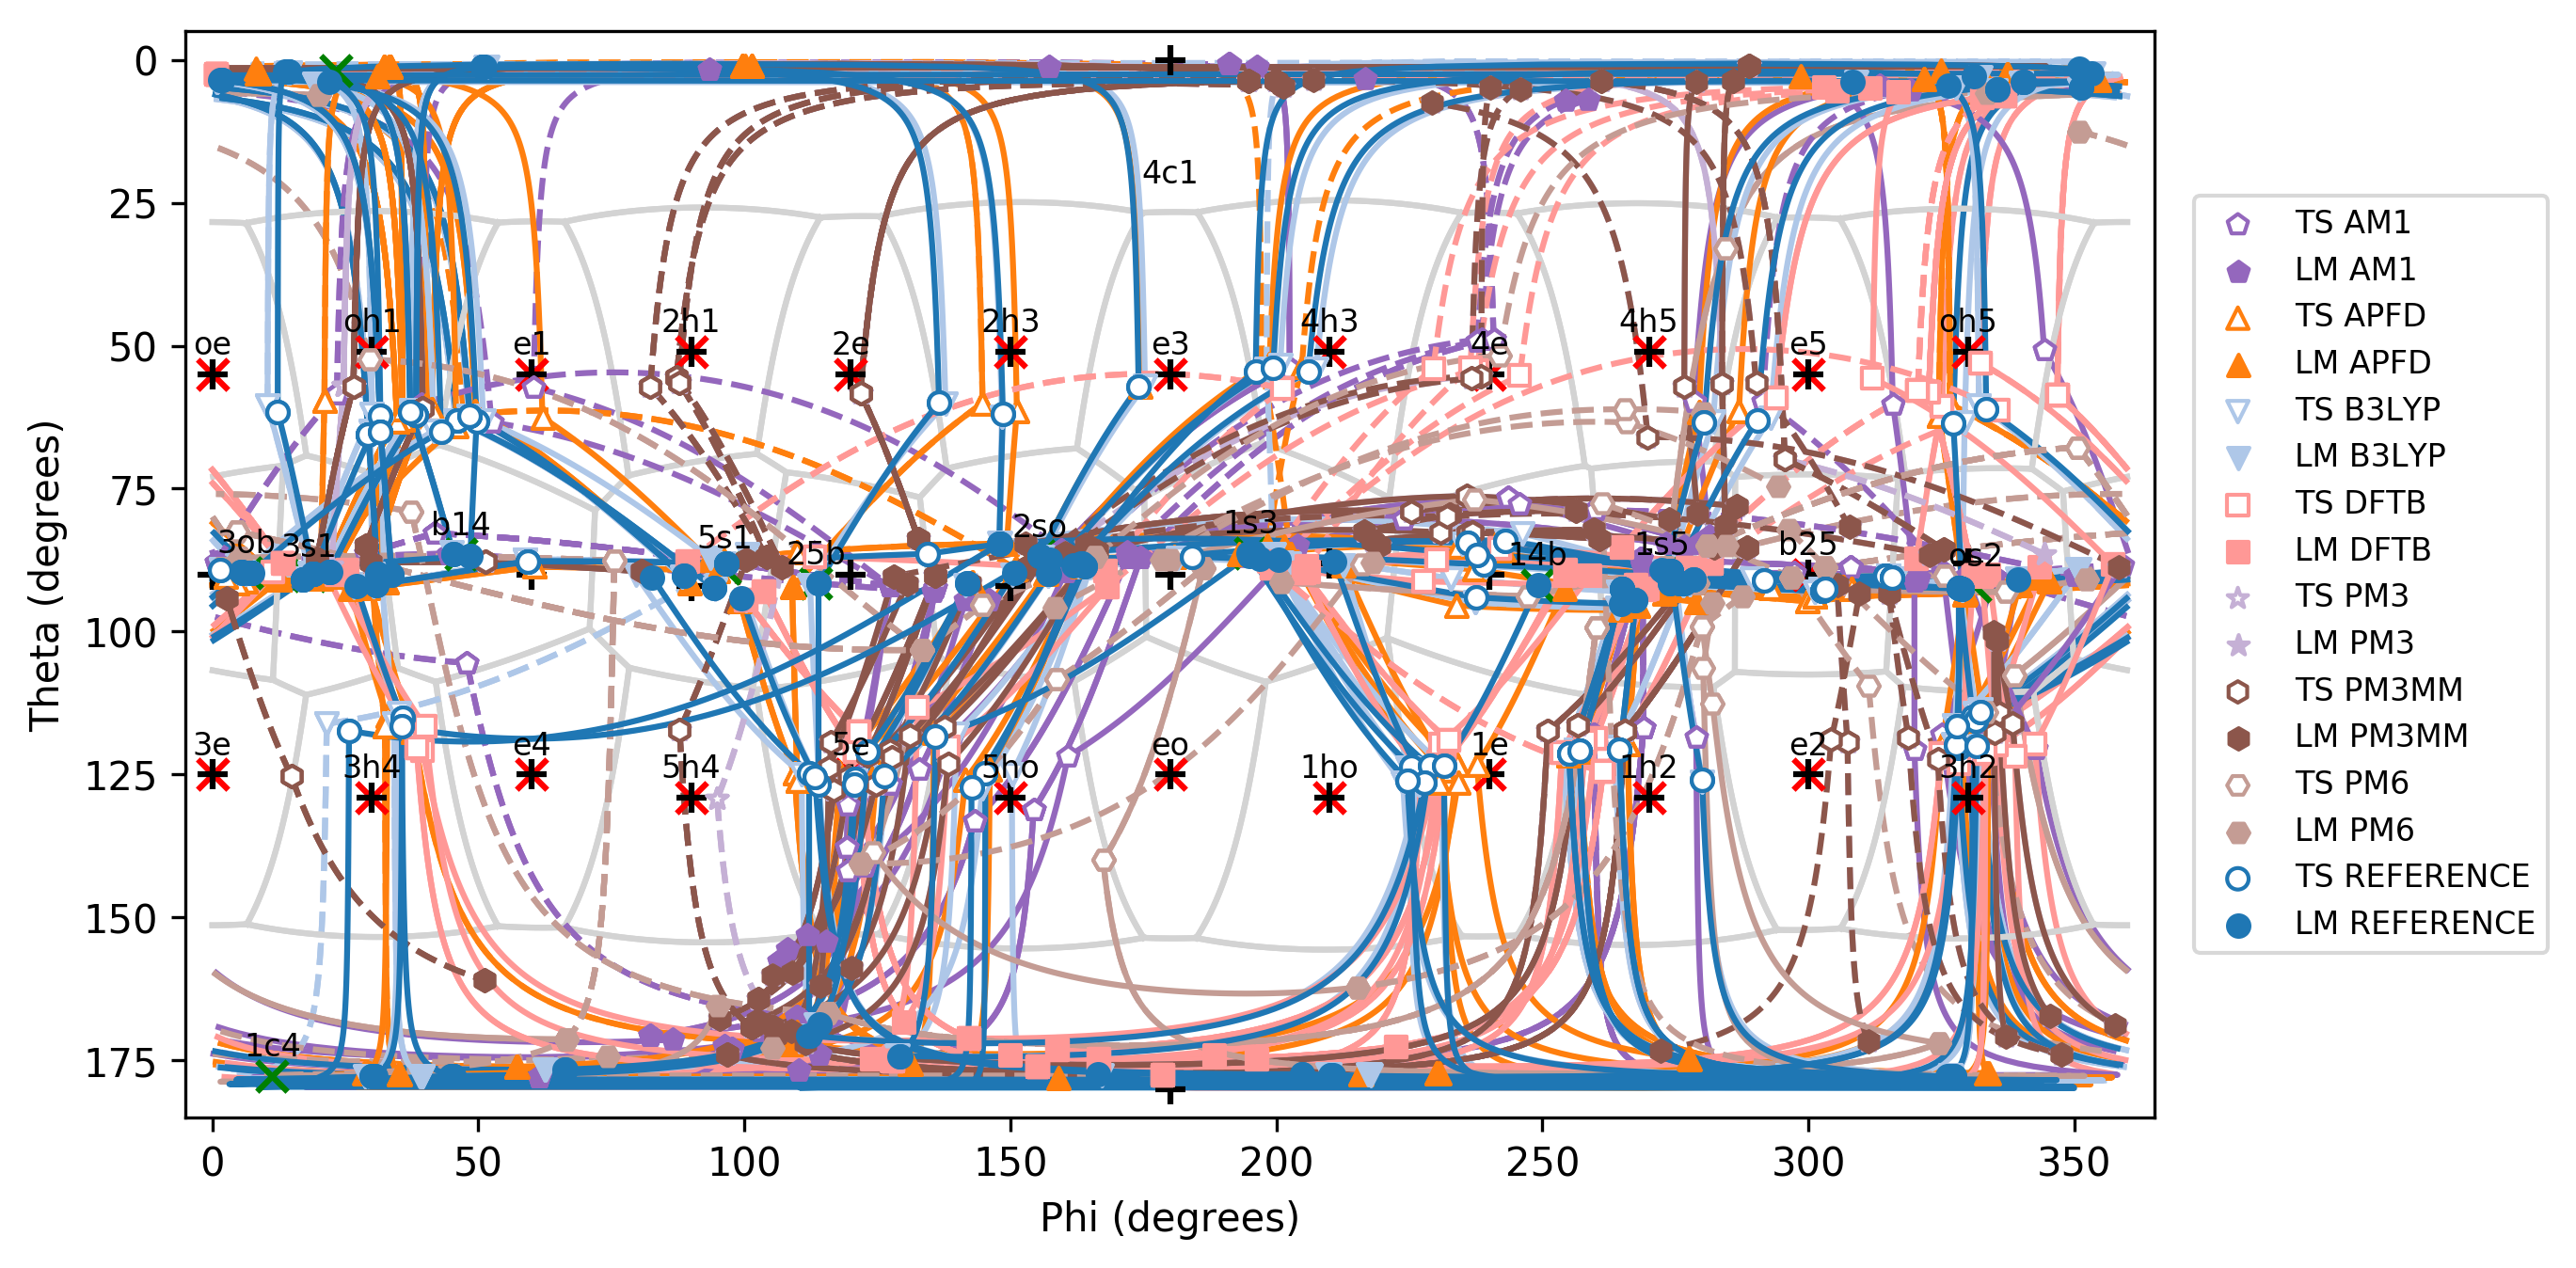 0
25
50
75
100
125
150
175
Theta (degrees)
0
50
100
150
200
250
300
350
Phi (degrees)
4c1
oe
oh1
e1
2h1
2e
2h3
e3
4h3
4e
4h5
e5
oh5
3ob
3s1
b14
5s1
25b
2so
1s3
14b
1s5
b25
os2
3e
3h4
e4
5h4
5e
5ho
eo
1ho
1e
1h2
e2
3h2
1c4
TS AM1
LM AM1
TS APFD
LM APFD
TS B3LYP
LM B3LYP
TS DFTB
LM DFTB
TS PM3
LM PM3
TS PM3MM
LM PM3MM
TS PM6
LM PM6
TS REFERENCE
LM REFERENCE